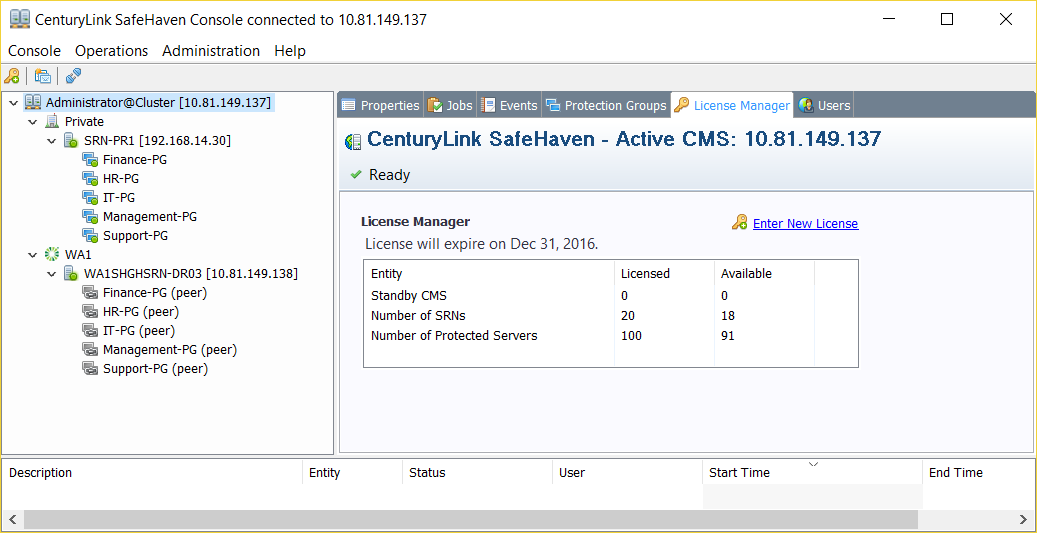 CenturyLink SafeHaven Console connected to 10.81.149.137
Console Operations Administration Help
Administrator@Cluster [10.81.149.137]
Private
SRN-PR1 [192.168.14.30]
Finance-PG
HR-PG
IT-PG
Management-PG
Support-PG
WA1
WA1SHGHSRN-DR03 [10.81.149.138]
Finance-PG (peer)
HR-PG (peer)
IT-PG (peer)
Management-PG (peer)
Support-PG (peer)
Properties Jobs Events Protection Groups License Manager Users
CenturyLink SafeHaven - Active CMS: 10.81.149.137
Ready
License Manager Enter New License
License will expire on Dec 31, 2016.
Entity Licensed Available
Standby CMS 0 0
Number of SRNs 20 18
Number of Protected Servers 100 91
Description Entity Status User Start Time End Time